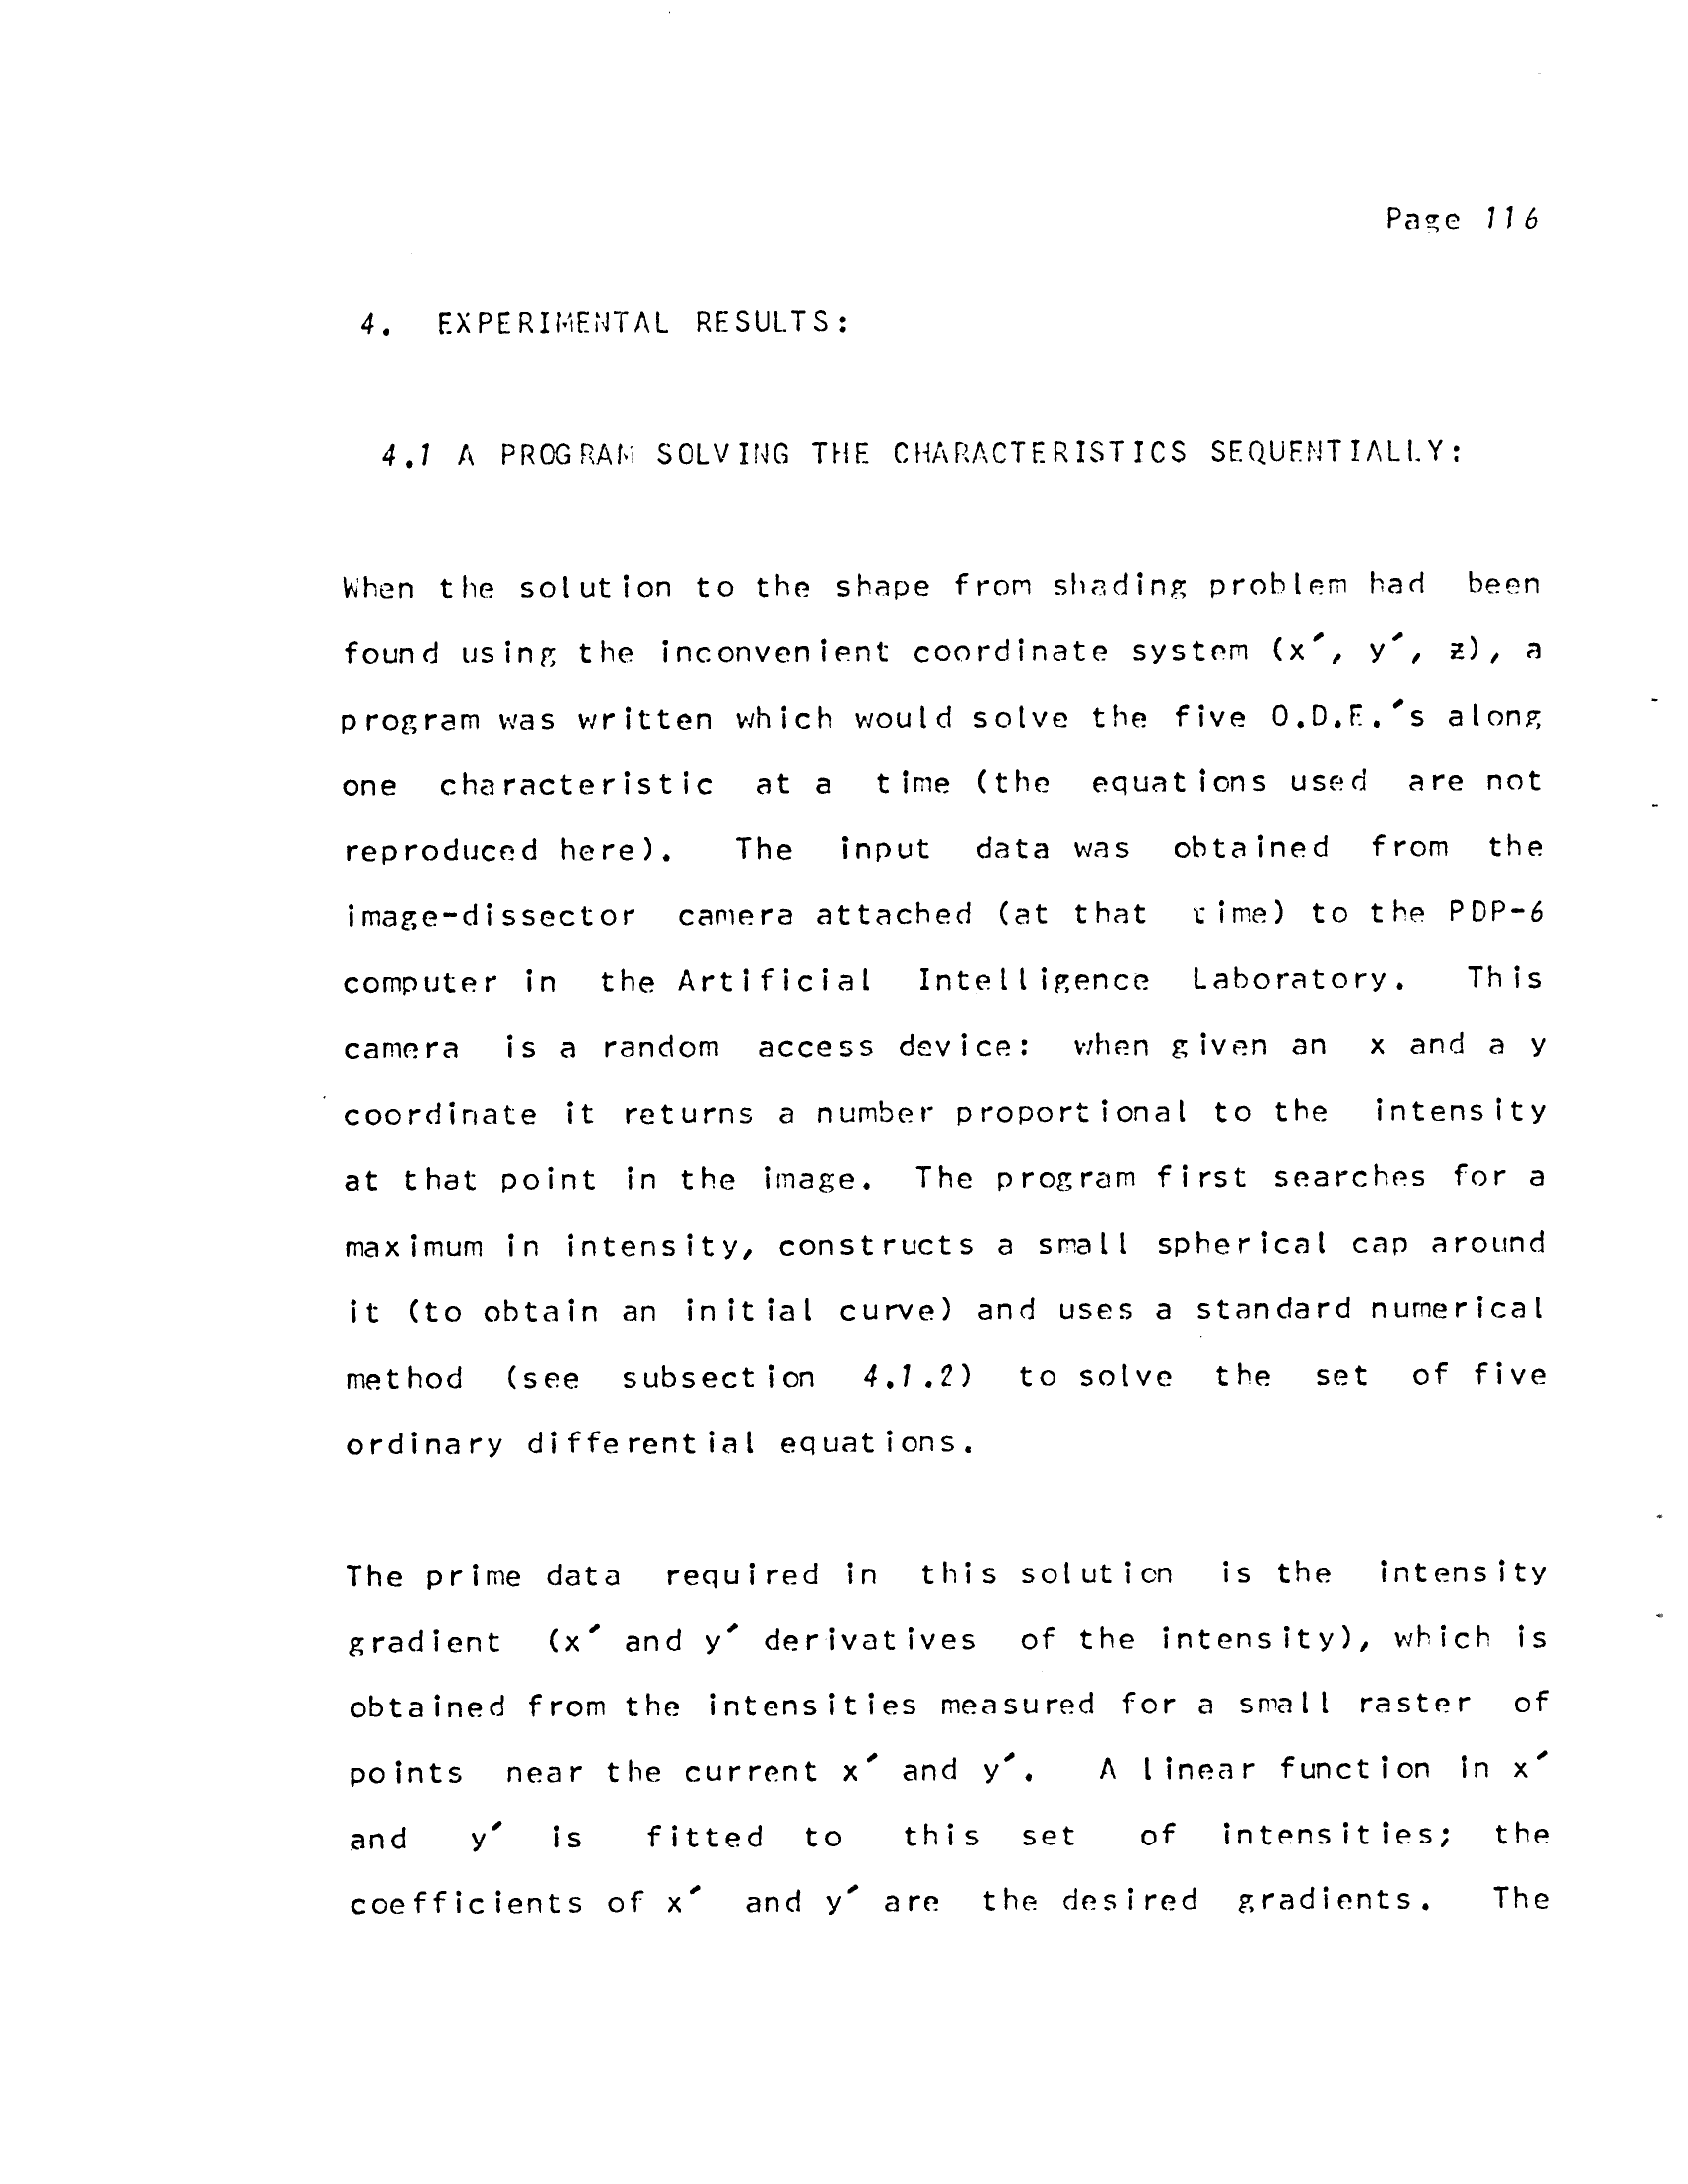 Page 116
4. EXPERIMENTAL RESULTS:
4.1 A PROGRAM SOLVING THE CHARACTERISTICS SEQUENTIALLY:
When the solution to the shape from shading problem had been
found using the inconvenient coordinate system (x′, y′, z), a
program was written which would solve the five O.D.E.′s along
one characteristic at a time (the equations used are not
reproduced here). The input data was obtained from the
image-dissector camera attached (at that time) to the PDP-6
computer in the Artificial Intelligence Laboratory. This
camera is a random access device: when given an x and a y
coordinate it returns a number proportional to the intensity
at that point in the image. The program first searches for a
maximum in intensity, constructs a small spherical cap around
it (to obtain an initial curve) and uses a standard numerical
method (see subsection 4.1.2) to solve the set of five
ordinary differential equations.
The prime data required in this solution is the intensity
gradient (x′ and y′ derivatives of the intensity), which is
obtained from the intensities measured for a small raster of
points near the current x′ and y′. A linear function in x′
and y′ is fitted to this set of intensities; the
coefficients of x′ and y′ are the desired gradients. The